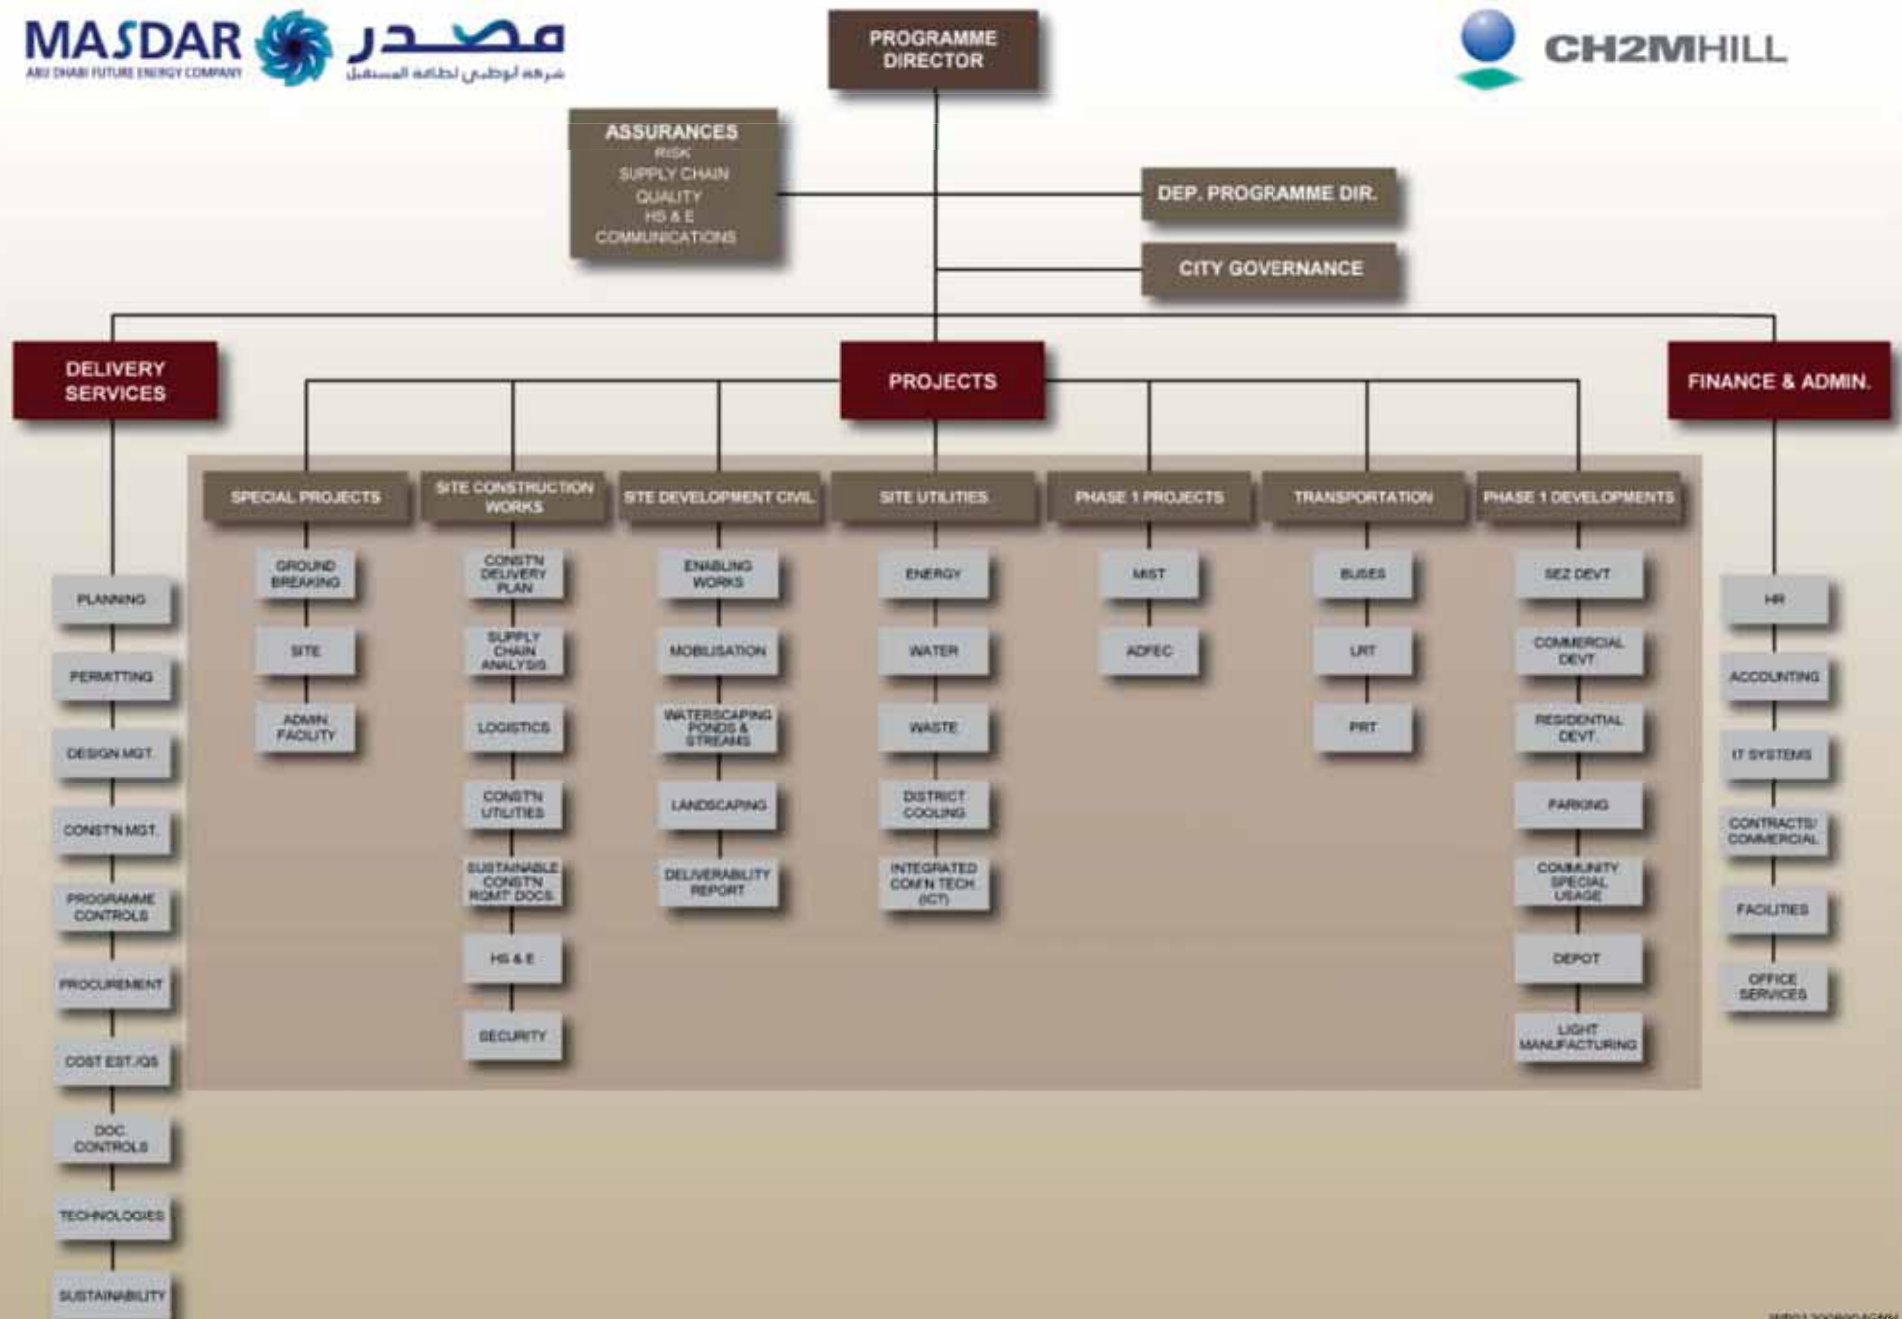 MASDAR
ABU DHABI FUTURE ENERGY COMPANY
مصدر
شركة أبوظبي لطاقة المستقبل
CH2MHILL
PROGRAMME
DIRECTOR
ASSURANCES
RISK
SUPPLY CHAIN
QUALITY
HS & E
COMMUNICATIONS
DEP. PROGRAMME DIR.
CITY GOVERNANCE
DELIVERY
SERVICES
PROJECTS
FINANCE & ADMIN.
PLANNING
PERMITTING
DESIGN MGT.
CONST'N MGT.
PROGRAMME
CONTROLS
PROCUREMENT
COST EST./QS
DOC.
CONTROLS
TECHNOLOGIES
SUSTAINABILITY
SPECIAL PROJECTS
GROUND
BREAKING
SITE
ADMIN
FACILITY
SITE CONSTRUCTION
WORKS
CONST'N
DELIVERY
PLAN
SUPPLY
CHAIN
ANALYSIS
LOGISTICS
CONST'N
UTILITIES
SUSTAINABLE
CONST'N
RQMT' DOCS.
HS & E
SECURITY
SITE DEVELOPMENT CIVIL
ENABLING
WORKS
MOBILISATION
WATERSCAPING
PONDS &
STREAMS
LANDSCAPING
DELIVERABILITY
REPORT
SITE UTILITIES
ENERGY
WATER
WASTE
DISTRICT
COOLING
INTEGRATED
COM'N TECH.
(ICT)
PHASE 1 PROJECTS
MIST
ADFEC
TRANSPORTATION
BUSES
LRT
PRT
PHASE 1 DEVELOPMENTS
SEZ DEVT
COMMERCIAL
DEVT.
RESIDENTIAL
DEVT.
PARKING
COMMUNITY
SPECIAL
USAGE
DEPOT
LIGHT
MANUFACTURING
HR
ACCOUNTING
IT SYSTEMS
CONTRACTS/
COMMERCIAL
FACILITIES
OFFICE
SERVICES